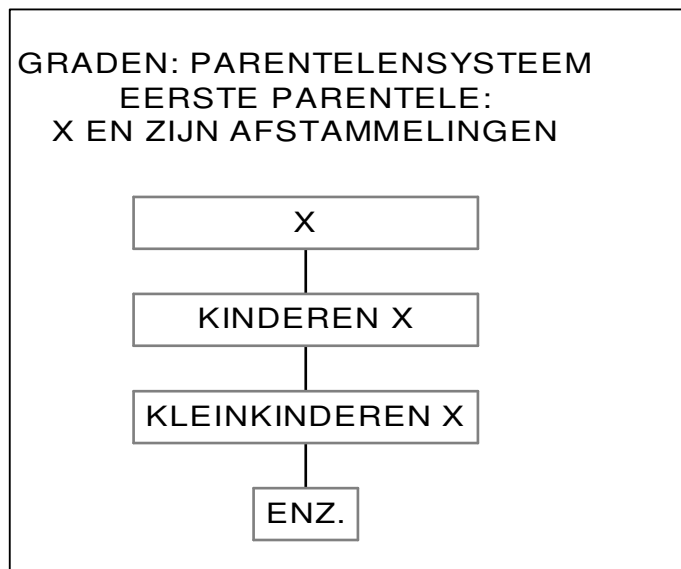 GRADEN: PARENTELENSYSTEEM
EERSTE PARENTELE:
X EN ZIJN AFSTAMMELINGEN
X
KINDEREN X
KLEINKINDEREN X
ENZ.